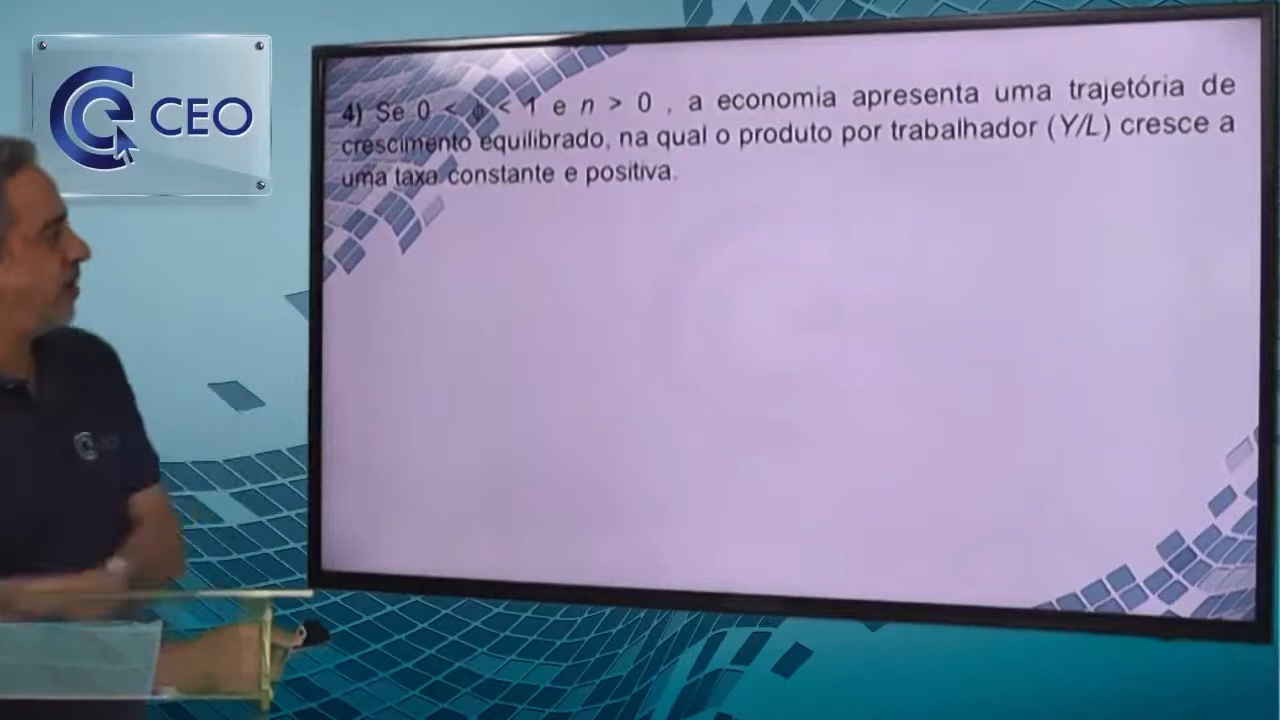 CEO
4) Se 0 < ϕ < 1 e n > 0 , a economia apresenta uma trajetória de
crescimento equilibrado, na qual o produto por trabalhador (Y/L) cresce a
uma taxa constante e positiva.